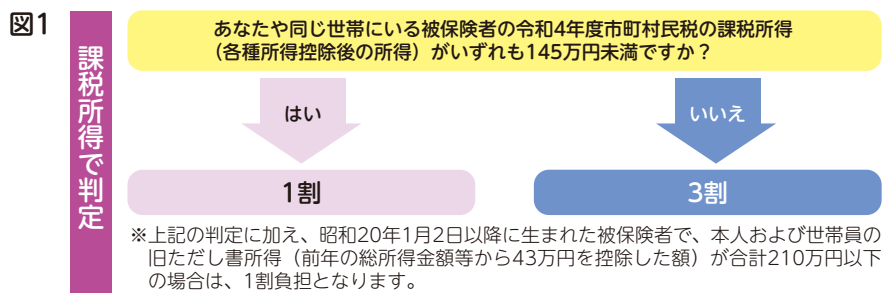 図1
課税所得で判定
あなたや同じ世帯にいる被保険者の令和4年度市町村民税の課税所得
（各種所得控除後の所得）がいずれも145万円未満ですか？
はい
いいえ
1割
3割
※上記の判定に加え、昭和20年1月2日以降に生まれた被保険者で、本人および世帯員の
旧ただし書所得（前年の総所得金額等から43万円を控除した額）が合計210万円以下
の場合は、1割負担となります。